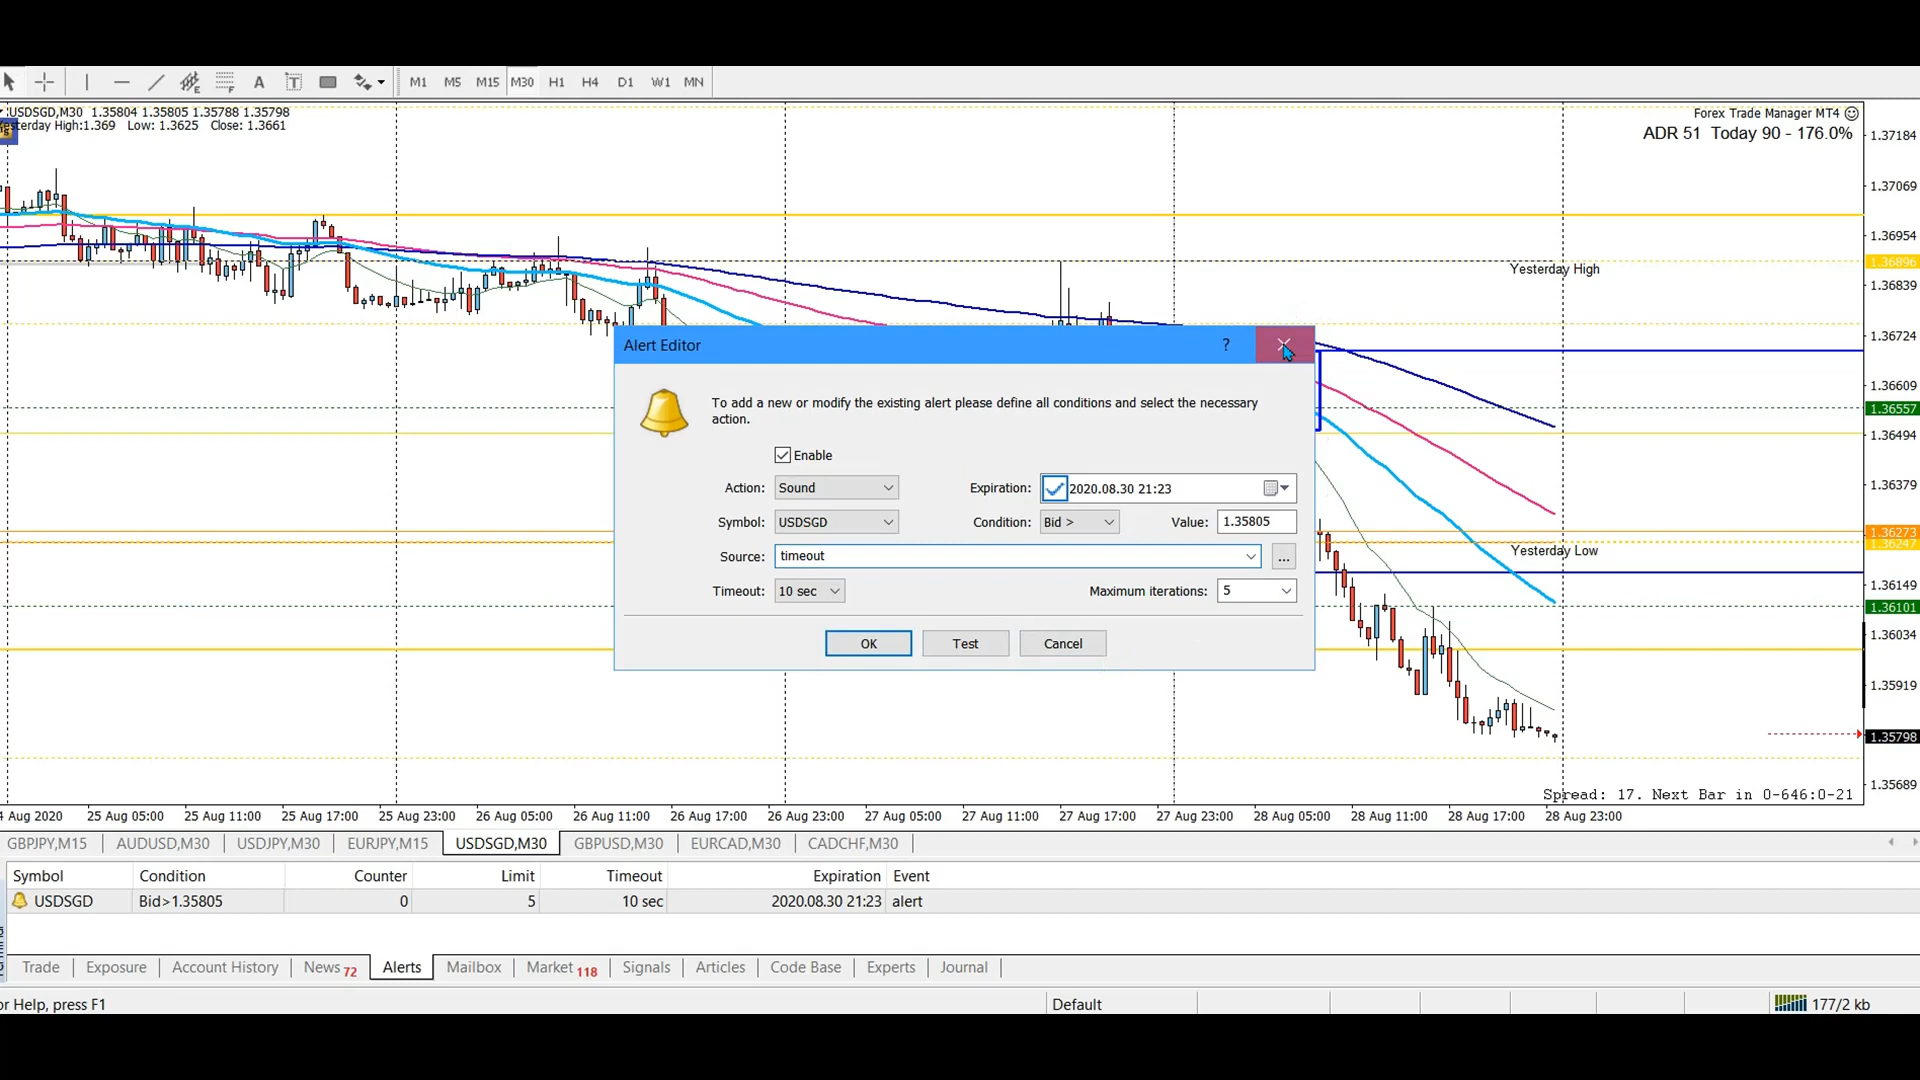 A T M1 M5 M15 M30 H1 H4 D1 W1 MN
USDSGD,M30 1.35804 1.35805 1.35788 1.35798
esterday High:1.369 Low: 1.3625 Close: 1.3661
Forex Trade Manager MT4
ADR 51 Today 90 - 176.0%
1.37184
1.37069
1.36954
1.36896
1.36839
1.36724
1.36609
1.36557
1.36494
1.36379
1.36273
1.36247
1.36149
1.36101
1.36034
1.35919
1.35798
1.35689
Yesterday High
Yesterday Low
Alert Editor ?
To add a new or modify the existing alert please define all conditions and select the necessary
action.
Enable
Action: Sound Expiration: 2020.08.30 21:23
Symbol: USDSGD Condition: Bid > Value: 1.35805
Source: timeout ...
Timeout: 10 sec Maximum iterations: 5
OK Test Cancel
Spread: 17. Next Bar in 0-646:0-21
4 Aug 2020 25 Aug 05:00 25 Aug 11:00 25 Aug 17:00 25 Aug 23:00 26 Aug 05:00 26 Aug 11:00 26 Aug 17:00 26 Aug 23:00 27 Aug 05:00 27 Aug 11:00 27 Aug 17:00 27 Aug 23:00 28 Aug 05:00 28 Aug 11:00 28 Aug 17:00 28 Aug 23:00
GBPJPY,M15 AUDUSD,M30 USDJPY,M30 EURJPY,M15 USDSGD,M30 GBPUSD,M30 EURCAD,M30 CADCHF,M30
Symbol Condition Counter Limit Timeout Expiration Event
USDSGD Bid>1.35805 0 5 10 sec 2020.08.30 21:23 alert
Trade Exposure Account History News 72 Alerts Mailbox Market 118 Signals Articles Code Base Experts Journal
or Help, press F1 Default 177/2 kb